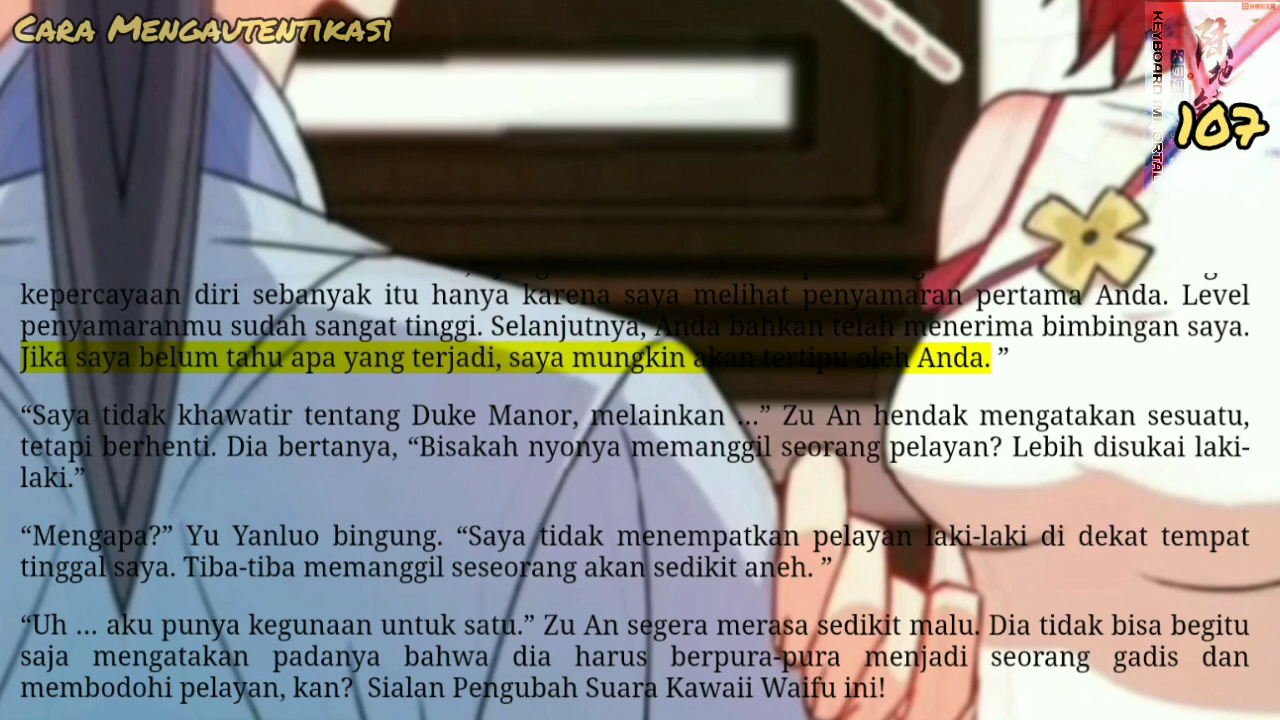 Cara Mengautentikasi
KEYBOARD IMMORTAL
107
kepercayaan diri sebanyak itu hanya karena saya melihat penyamaran pertama Anda. Level
penyamaranmu sudah sangat tinggi. Selanjutnya, Anda bahkan telah menerima bimbingan saya.
Jika saya belum tahu apa yang terjadi, saya mungkin akan tertipu oleh Anda. ”
“Saya tidak khawatir tentang Duke Manor, melainkan ...” Zu An hendak mengatakan sesuatu,
tetapi berhenti. Dia bertanya, “Bisakah nyonya memanggil seorang pelayan? Lebih disukai laki-
laki.”
“Mengapa?” Yu Yanluo bingung. “Saya tidak menempatkan pelayan laki-laki di dekat tempat
tinggal saya. Tiba-tiba memanggil seseorang akan sedikit aneh. ”
“Uh ... aku punya kegunaan untuk satu.” Zu An segera merasa sedikit malu. Dia tidak bisa begitu
saja mengatakan padanya bahwa dia harus berpura-pura menjadi seorang gadis dan
membodohi pelayan, kan? Sialan Pengubah Suara Kawaii Waifu ini!